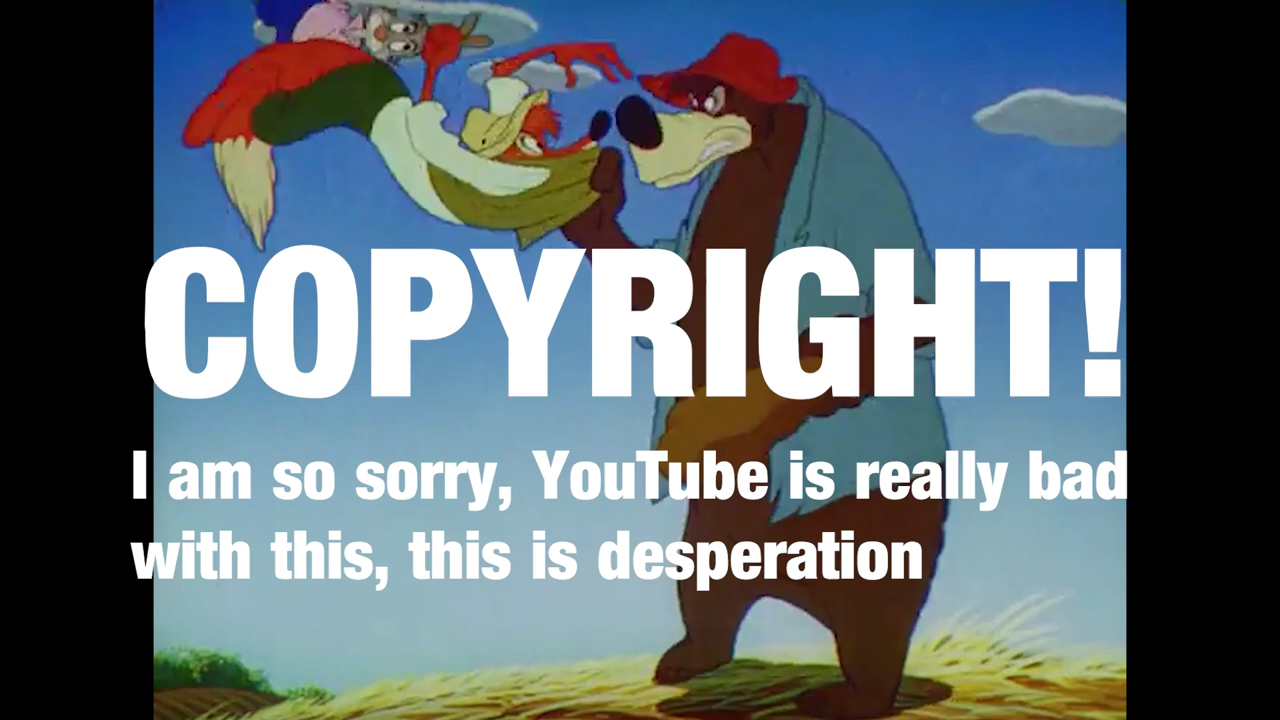 COPYRIGHT!
I am so sorry, YouTube is really bad
with this, this is desperation